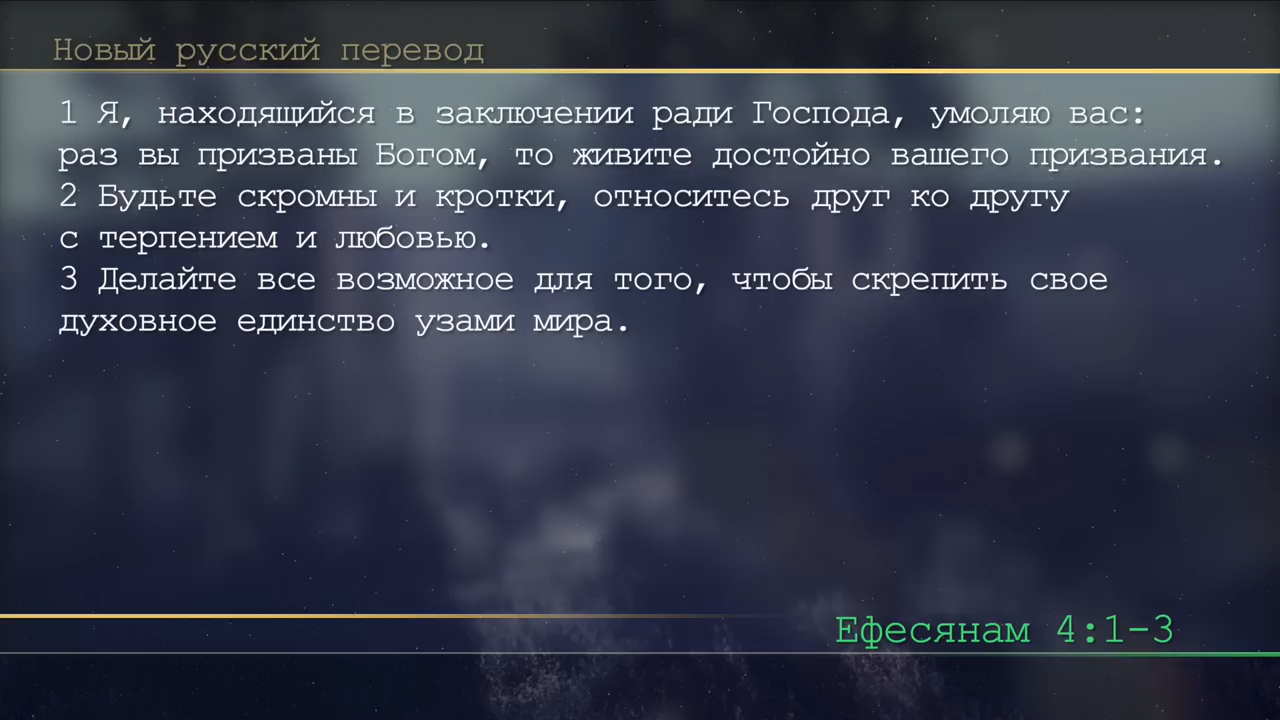 Новый русский перевод
1 Я, находящийся в заключении ради Господа, умоляю вас:
раз вы призваны Богом, то живите достойно вашего призвания.
2 Будьте скромны и кротки, относитесь друг ко другу
с терпением и любовью.
3 Делайте все возможное для того, чтобы скрепить свое
духовное единство узами мира.
Ефесянам 4:1-3